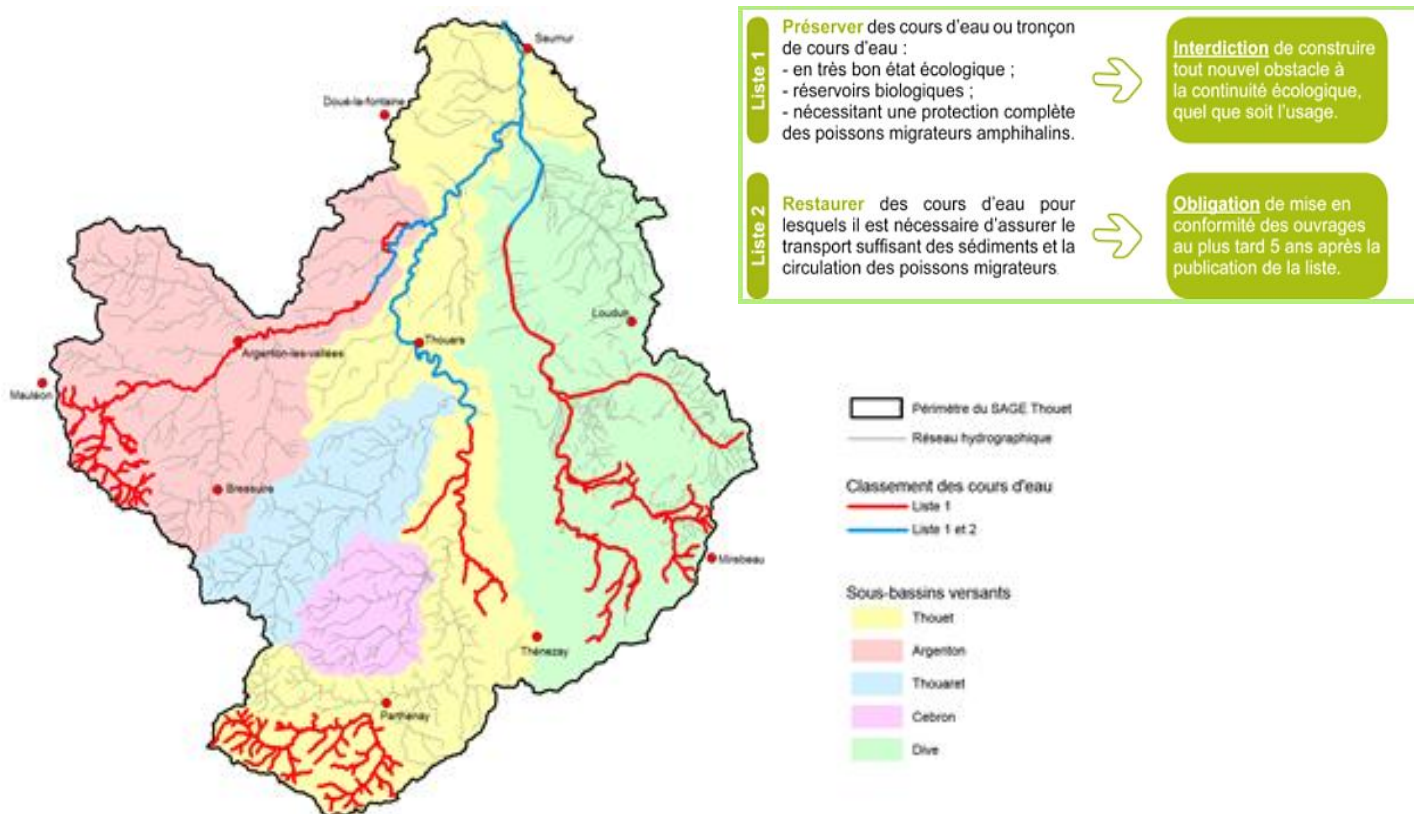 Liste 1
Préserver des cours d'eau ou tronçon
de cours d'eau :
- en très bon état écologique ;
- réservoirs biologiques ;
- nécessitant une protection complète
des poissons migrateurs amphihalins.
Interdiction de construire
tout nouvel obstacle à
la continuité écologique,
quel que soit l'usage.
Liste 2
Restaurer des cours d'eau pour
lesquels il est nécessaire d'assurer le
transport suffisant des sédiments et la
circulation des poissons migrateurs.
Obligation de mise en
conformité des ouvrages
au plus tard 5 ans après la
publication de la liste.
Saumur
Doué-la-fontaine
Loudun
Thouars
Argenton-les-vallées
Mauléon
Bressuire
Mirebeau
Thénezay
Parthenay
Périmètre du SAGE Thouet
Réseau hydrographique
Classement des cours d'eau
Liste 1
Liste 1 et 2
Sous-bassins versants
Thouet
Argenton
Thouaret
Cebron
Dive